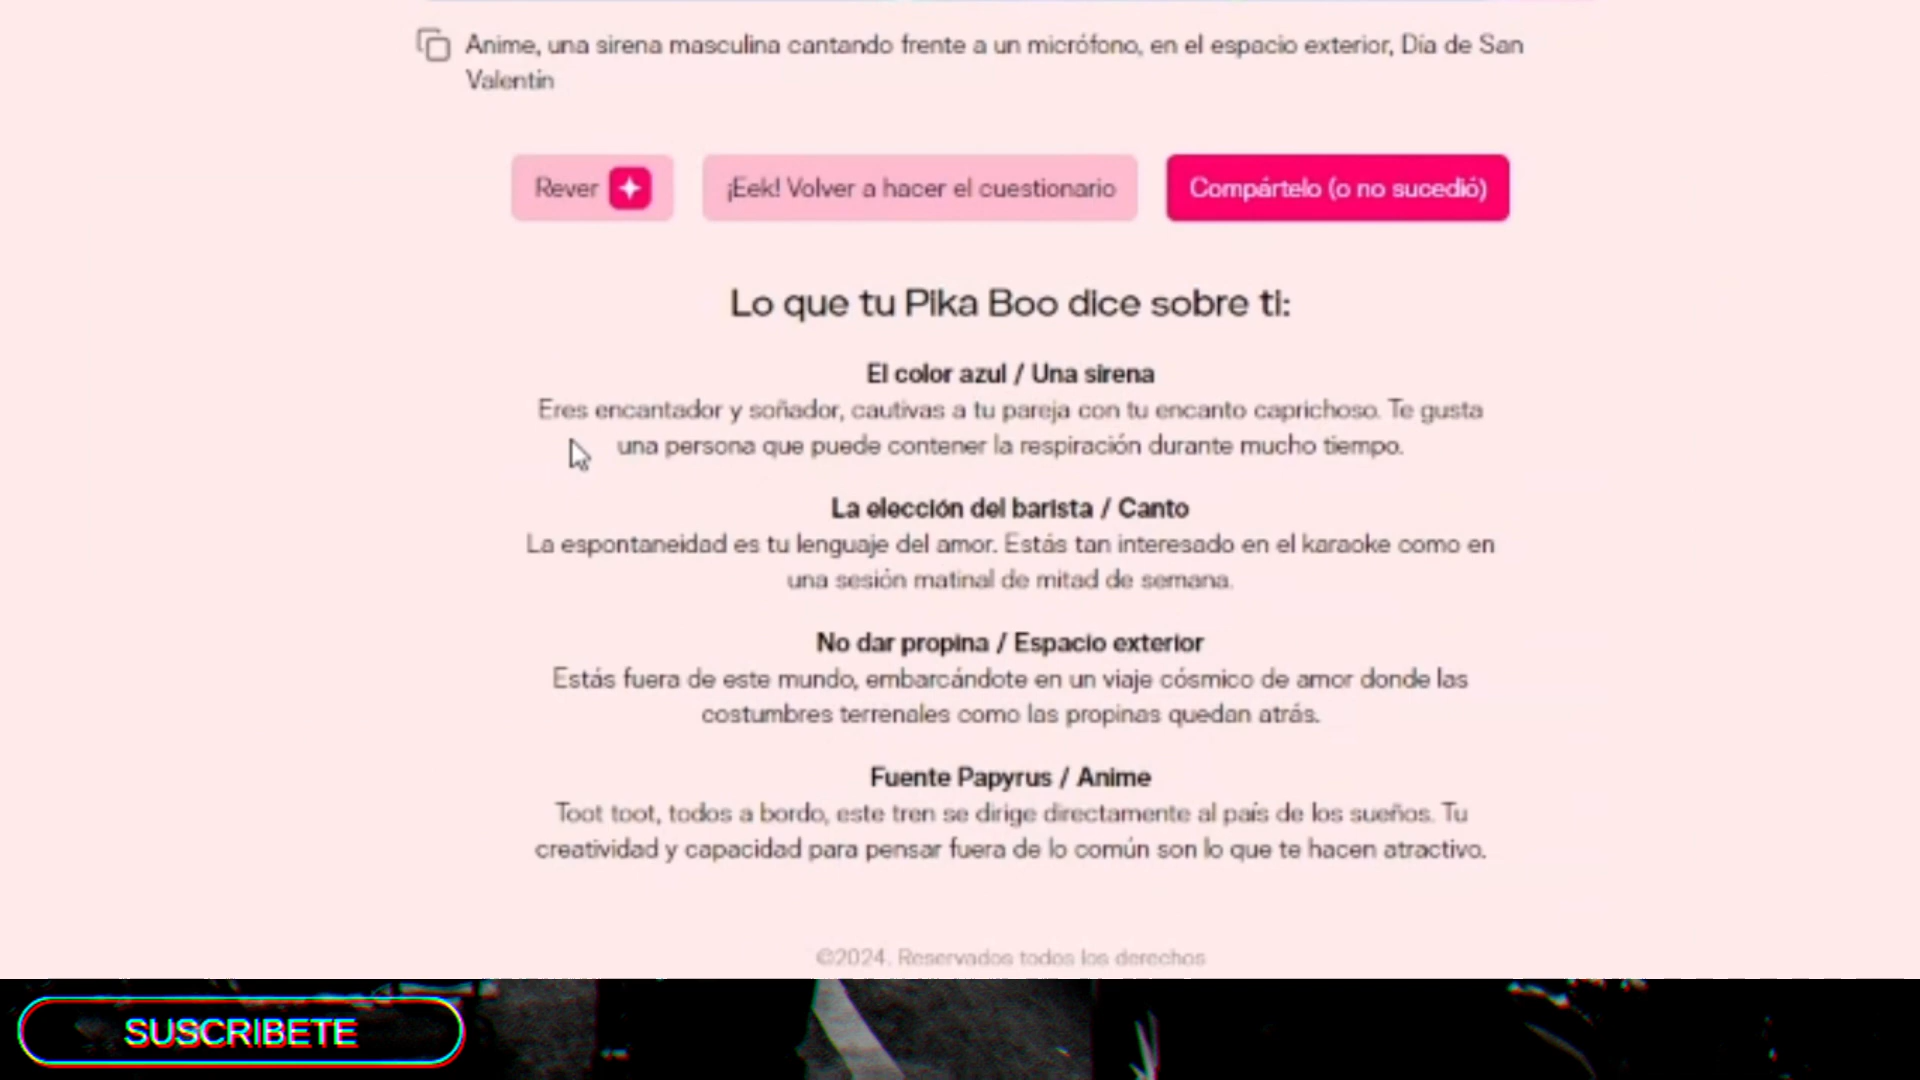 Anime, una sirena masculina cantando frente a un micrófono, en el espacio exterior, Día de San
Valentín
Rever
¡Eek! Volver a hacer el cuestionario
Compártelo (o no sucedió)
Lo que tu Pika Boo dice sobre ti:
El color azul / Una sirena
Eres encantador y soñador, cautivas a tu pareja con tu encanto caprichoso. Te gusta
una persona que puede contener la respiración durante mucho tiempo.
La elección del barista / Canto
La espontaneidad es tu lenguaje del amor. Estás tan interesado en el karaoke como en
una sesión matinal de mitad de semana.
No dar propina / Espacio exterior
Estás fuera de este mundo, embarcándote en un viaje cósmico de amor donde las
costumbres terrenales como las propinas quedan atrás.
Fuente Papyrus / Anime
Toot toot, todos a bordo, este tren se dirige directamente al país de los sueños. Tu
creatividad y capacidad para pensar fuera de lo común son lo que te hacen atractivo.
©2024. Reservados todos los derechos
SUSCRIBETE